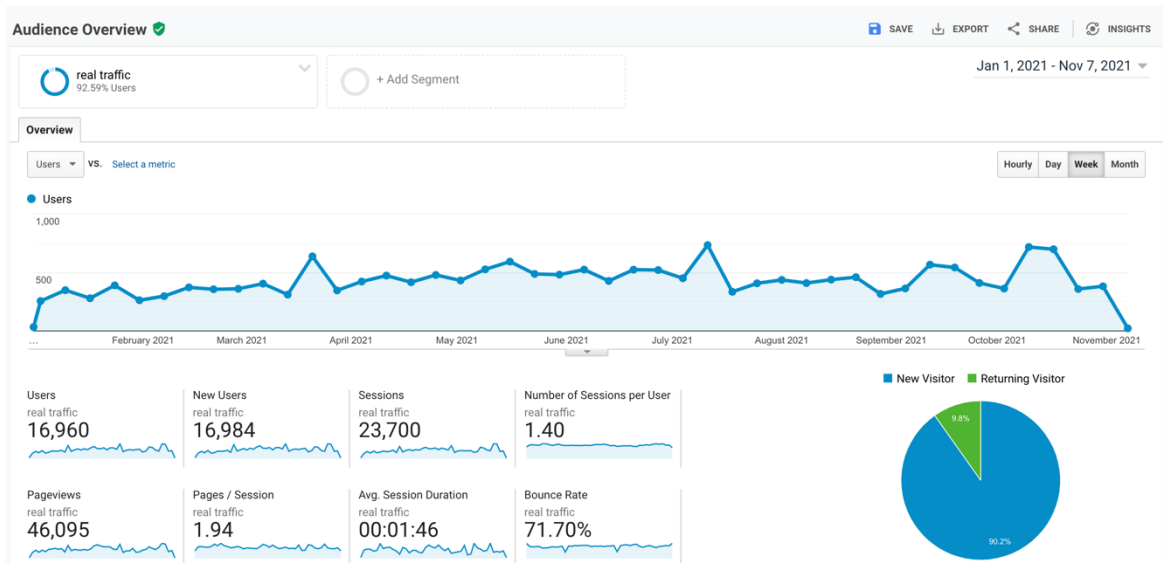 Audience Overview
SAVE EXPORT SHARE INSIGHTS
real traffic
92.59% Users
+ Add Segment
Jan 1, 2021 - Nov 7, 2021
Overview
Users VS. Select a metric
Hourly Day Week Month
Users
1,000
500
... February 2021 March 2021 April 2021 May 2021 June 2021 July 2021 August 2021 September 2021 October 2021 November 2021
New Visitor Returning Visitor
Users
real traffic
16,960
New Users
real traffic
16,984
Sessions
real traffic
23,700
Number of Sessions per User
real traffic
1.40
Pageviews
real traffic
46,095
Pages / Session
real traffic
1.94
Avg. Session Duration
real traffic
00:01:46
Bounce Rate
real traffic
71.70%
9.8%
90.2%